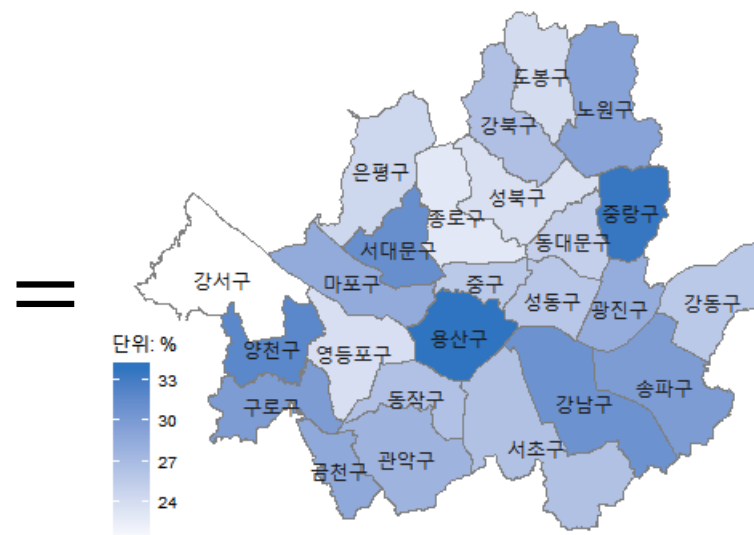 도봉구
노원구
강북구
은평구
성북구
종로구
중랑구
동대문구
서대문구
강서구
마포구
중구
성동구
광진구
강동구
용산구
단위: %
양천구
영등포구
33
송파구
동작구
강남구
구로구
30
서초구
27
관악구
금천구
24